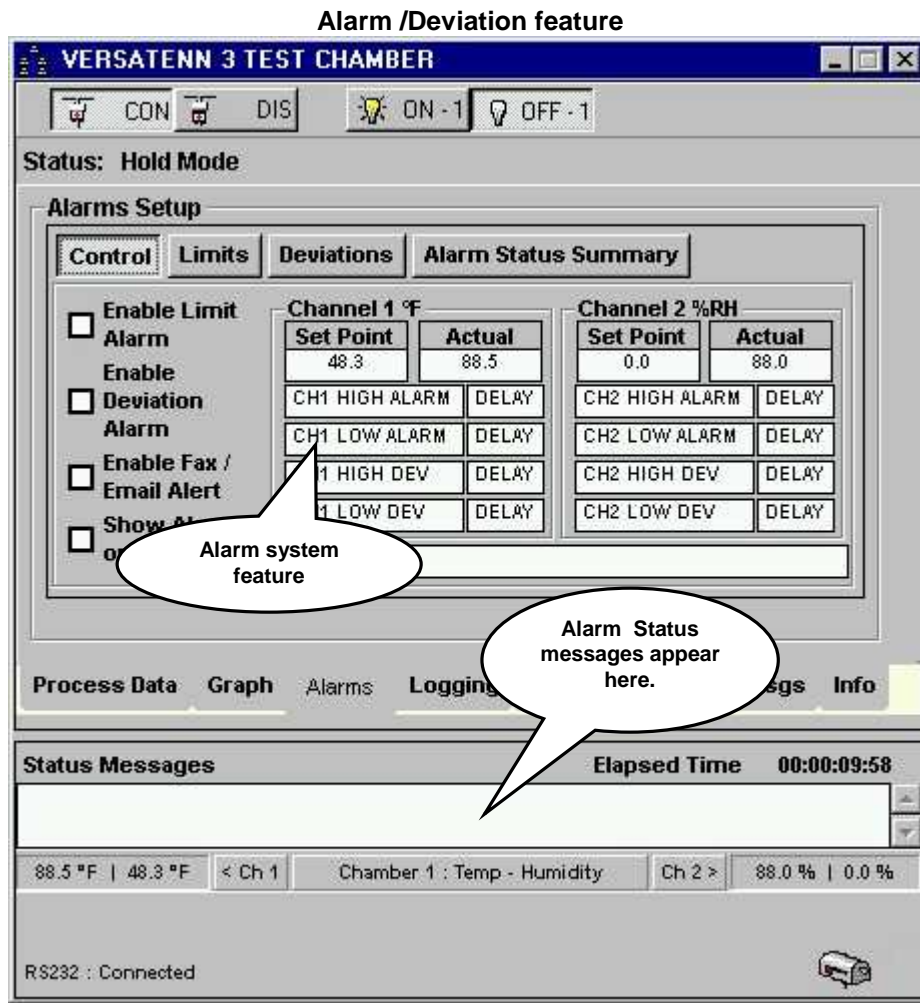 Alarm /Deviation feature
VERSATENN 3 TEST CHAMBER
CON DIS ON - 1 OFF - 1
Status: Hold Mode
Alarms Setup
Control Limits Deviations Alarm Status Summary
Enable Limit Alarm
Enable Deviation Alarm
Enable Fax / Email Alert
Show
Channel 1 °F
Set Point Actual
48.3 88.5
CH1 HIGH ALARM DELAY
CH1 LOW ALARM DELAY
1 HIGH DEV DELAY
1 LOW DEV DELAY
Channel 2 %RH
Set Point Actual
0.0 88.0
CH2 HIGH ALARM DELAY
CH2 LOW ALARM DELAY
CH2 HIGH DEV DELAY
CH2 LOW DEV DELAY
Alarm system
feature
Alarm Status
messages appear
here.
Process Data Graph Alarms Logging sgs Info
Status Messages Elapsed Time 00:00:09:58
88.5 °F | 48.3 °F < Ch 1 Chamber 1 : Temp - Humidity Ch 2 > 88.0 % | 0.0 %
RS232 : Connected